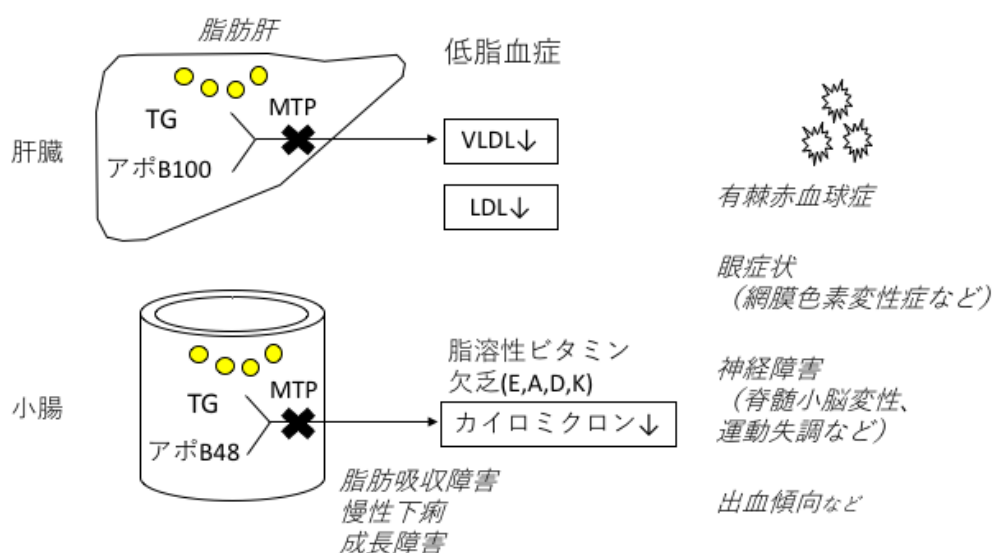 脂肪肝
低脂血症
肝臓
TG
アポB100
MTP
VLDL↓
LDL↓
有棘赤血球症
眼症状
（網膜色素変性症など）
神経障害
（脊髄小脳変性、
運動失調など）
出血傾向など
小腸
TG
アポB48
MTP
脂溶性ビタミン
欠乏(E,A,D,K)
カイロミクロン↓
脂肪吸収障害
慢性下痢
成長障害